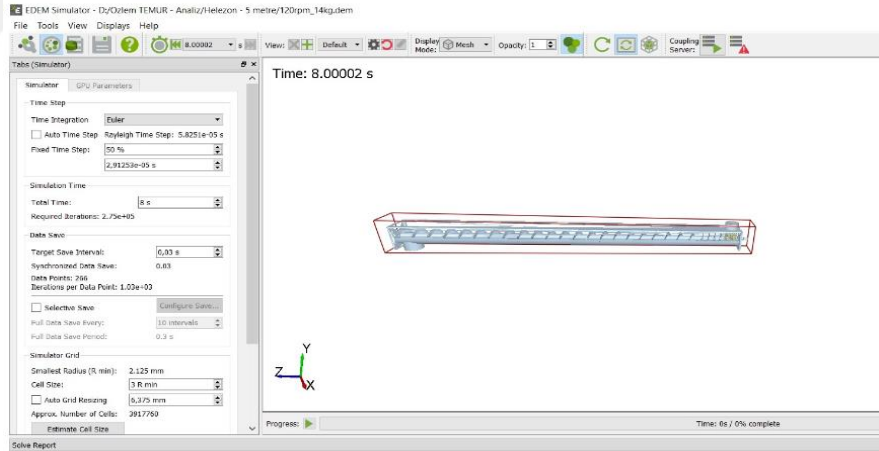 EDEM Simulator - D:/Ozlem TEMUR - Analiz/Helezon - 5 metre/120rpm_14kg.dem
File Tools View Displays Help
8.00002 s View: Default Display Mode: Mesh Opacity: 1 Coupling Server:
Tabs (Simulator)
Simulator GPU Parameters
Time Step
Time Integration Euler
Auto Time Step Rayleigh Time Step: 5.8251e-05 s
Fixed Time Step: 50 %
2,91253e-05 s
Simulation Time
Total Time: 8 s
Required Iterations: 2.75e+05
Data Save
Target Save Interval: 0,03 s
Synchronized Data Save: 0.03
Data Points: 266
Iterations per Data Point: 1.03e+03
Selective Save Configure Save...
Full Data Save Every: 10 intervals
Full Data Save Period: 0.3 s
Simulator Grid
Smallest Radius (R min): 2.125 mm
Cell Size: 3 R min
Auto Grid Resizing 6,375 mm
Approx. Number of Cells: 3917760
Estimate Cell Size
Time: 8.00002 s
Y
Z
X
Progress: Time: 0s / 0% complete
Solve Report